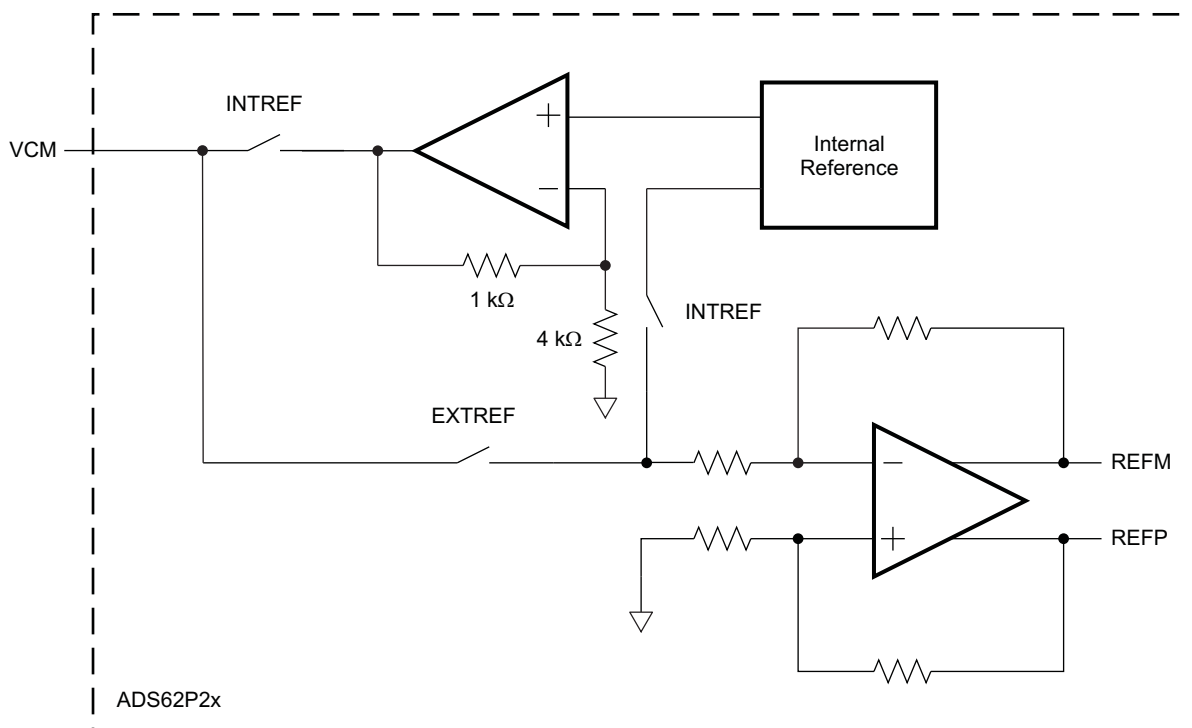 INTREF
VCM
+
−
Internal
Reference
1 kΩ
4 kΩ
INTREF
EXTREF
−
+
REFM
REFP
ADS62P2x